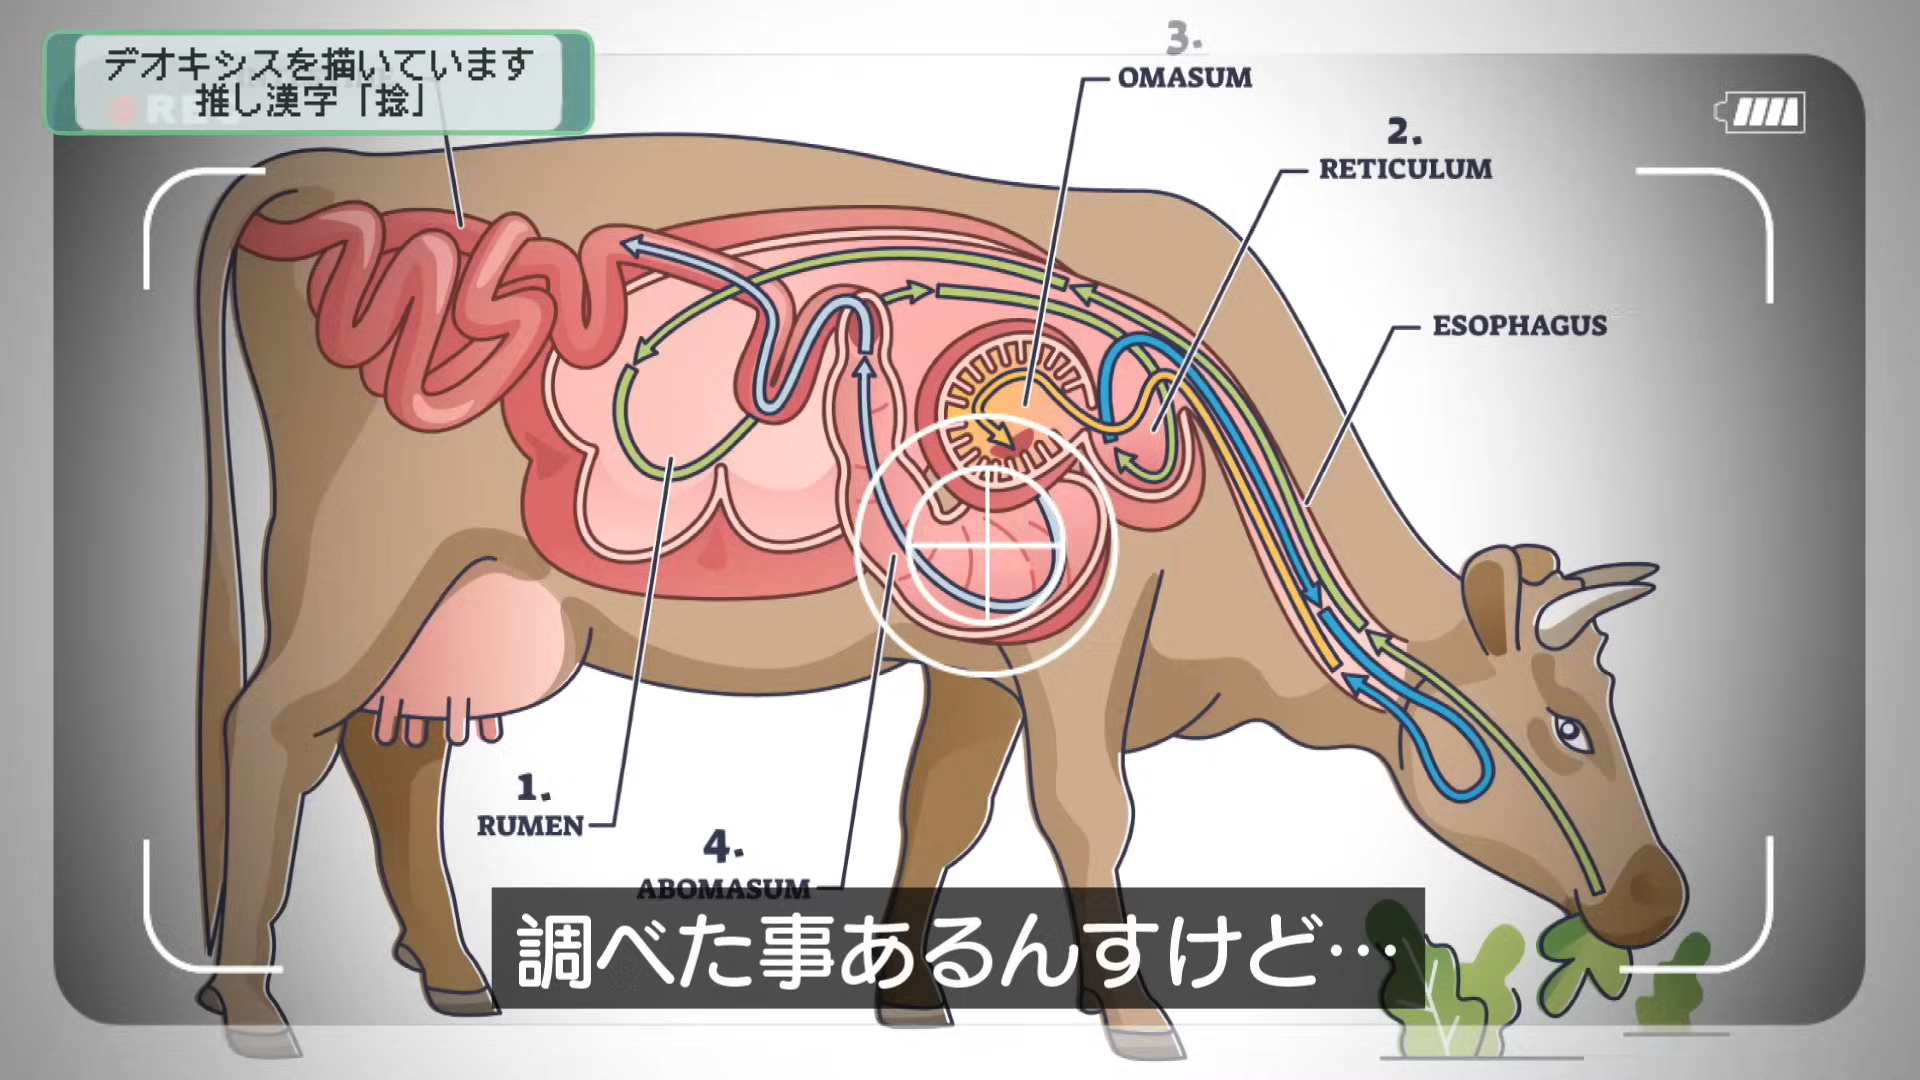 デオキシスを描いています
推し漢字「捻」
REC
3.
OMASUM
2.
RETICULUM
ESOPHAGUS
1.
RUMEN
4.
ABOMASUM
調べた事あるんすけど…